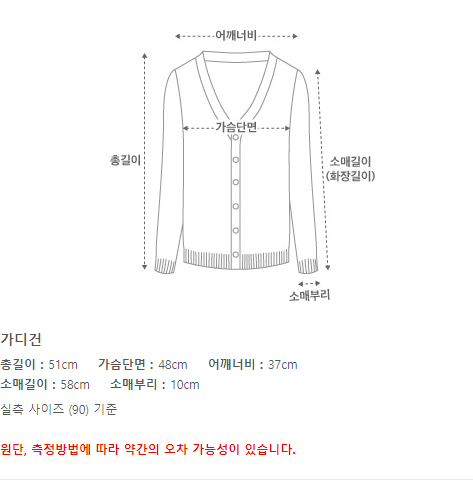 어깨너비
가슴단면
총길이
소매길이
(화장길이)
소매부리
가디건
총길이 : 51cm 가슴단면 : 48cm 어깨너비 : 37cm
소매길이 : 58cm 소매부리 : 10cm
실측 사이즈 (90) 기준
원단, 측정방법에 따라 약간의 오차 가능성이 있습니다.